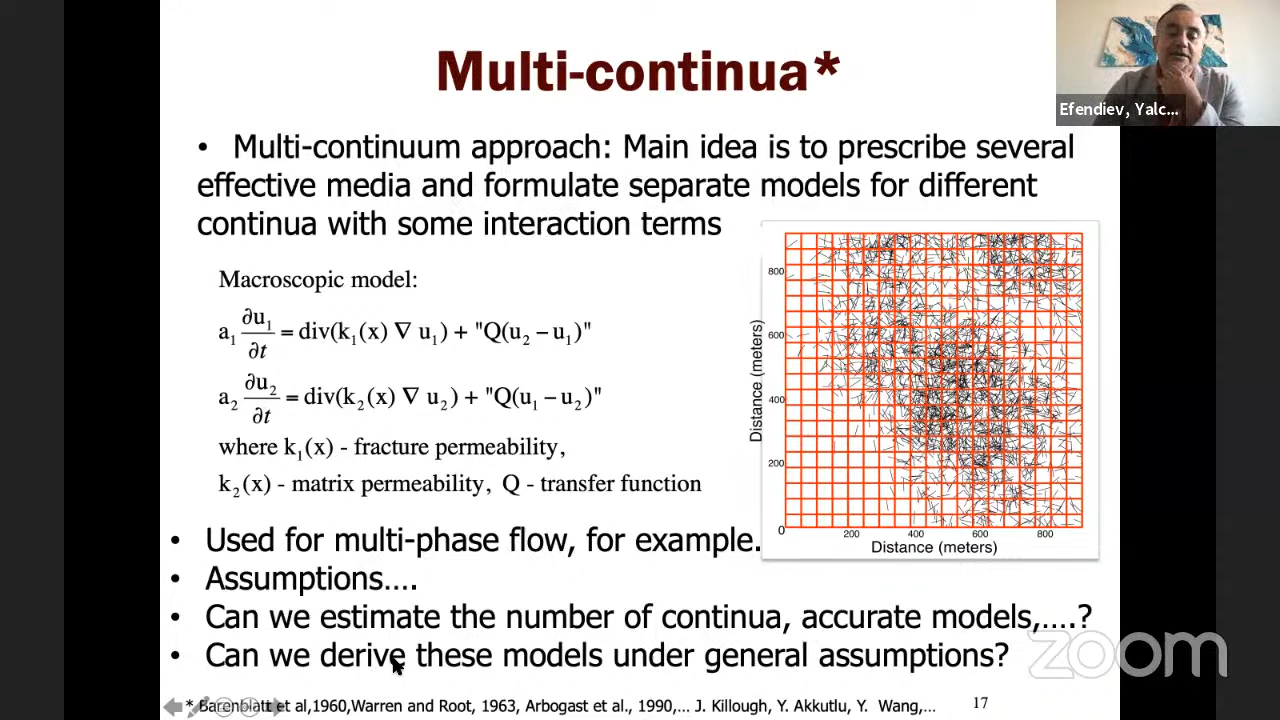 Multi-continua*
Efendiev, Yalc...
• Multi-continuum approach: Main idea is to prescribe several
effective media and formulate separate models for different
continua with some interaction terms
Macroscopic model:
a₁ ∂u₁/∂t = div(k₁(x) ∇ u₁) + "Q(u₂ − u₁)"
a₂ ∂u₂/∂t = div(k₂(x) ∇ u₂) + "Q(u₁ − u₂)"
where k₁(x) - fracture permeability,
k₂(x) - matrix permeability, Q - transfer function
Distance (meters)
800
600
400
200
0
200 400 600 800
Distance (meters)
• Used for multi-phase flow, for example.
• Assumptions....
• Can we estimate the number of continua, accurate models,....?
• Can we derive these models under general assumptions?
zoom
* Barenblatt et al,1960,Warren and Root, 1963, Arbogast et al., 1990,... J. Killough, Y. Akkutlu, Y. Wang,...
17